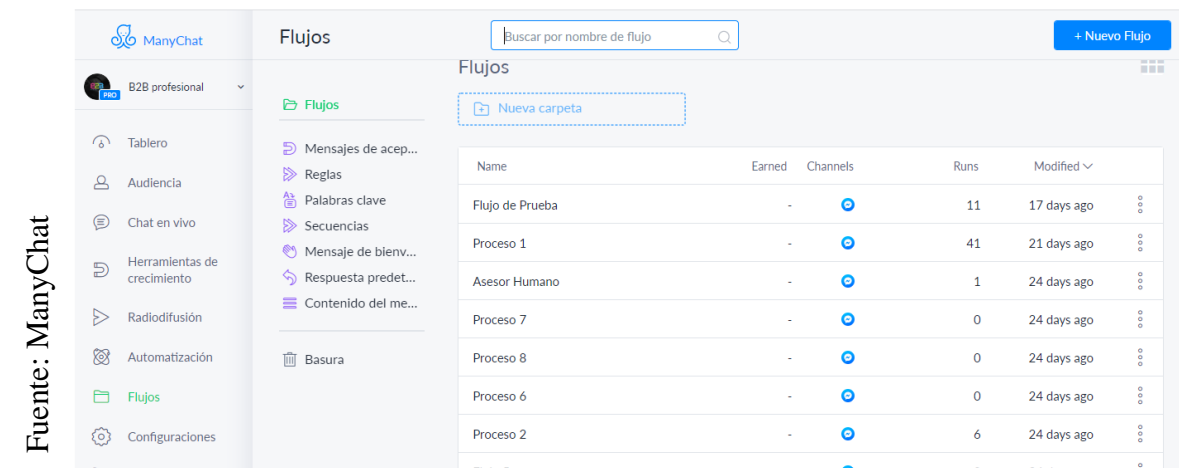 Fuente: ManyChat
ManyChat
B2B profesional
PRO
Tablero
Audiencia
Chat en vivo
Herramientas de
crecimiento
Radiodifusión
Automatización
Flujos
Configuraciones
Flujos
Buscar por nombre de flujo
+ Nuevo Flujo
Flujos
Mensajes de acep...
Reglas
Palabras clave
Secuencias
Mensaje de bienv...
Respuesta predet...
Contenido del me...
Basura
Flujos
Nueva carpeta
Name Earned Channels Runs Modified
Flujo de Prueba - 11 17 days ago
Proceso 1 - 41 21 days ago
Asesor Humano - 1 24 days ago
Proceso 7 - 0 24 days ago
Proceso 8 - 0 24 days ago
Proceso 6 - 0 24 days ago
Proceso 2 - 6 24 days ago